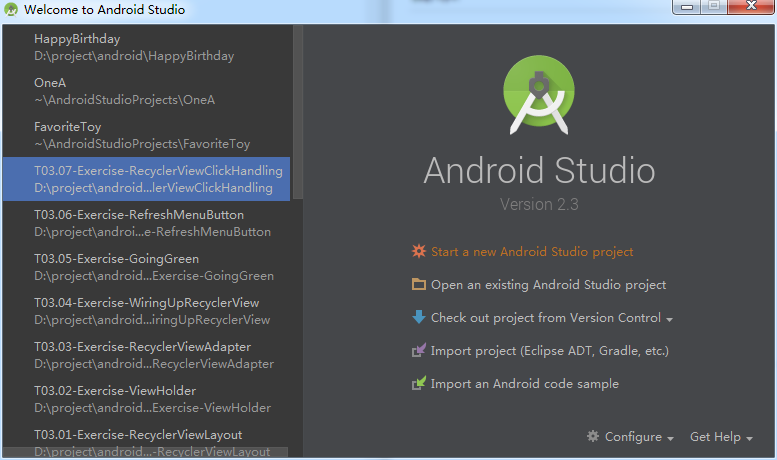 Welcome to Android Studio
HappyBirthday
D:\project\android\HappyBirthday
OneA
~\AndroidStudioProjects\OneA
FavoriteToy
~\AndroidStudioProjects\FavoriteToy
T03.07-Exercise-RecyclerViewClickHandling
D:\project\android...lerViewClickHandling
T03.06-Exercise-RefreshMenuButton
D:\project\androi...e-RefreshMenuButton
T03.05-Exercise-GoingGreen
D:\project\android...Exercise-GoingGreen
T03.04-Exercise-WiringUpRecyclerView
D:\project\android...iringUpRecyclerView
T03.03-Exercise-RecyclerViewAdapter
D:\project\android...RecyclerViewAdapter
T03.02-Exercise-ViewHolder
D:\project\android...Exercise-ViewHolder
T03.01-Exercise-RecyclerViewLayout
D:\project\android...-RecyclerViewLayout
Android Studio
Version 2.3
Start a new Android Studio project
Open an existing Android Studio project
Check out project from Version Control
Import project (Eclipse ADT, Gradle, etc.)
Import an Android code sample
Configure
Get Help